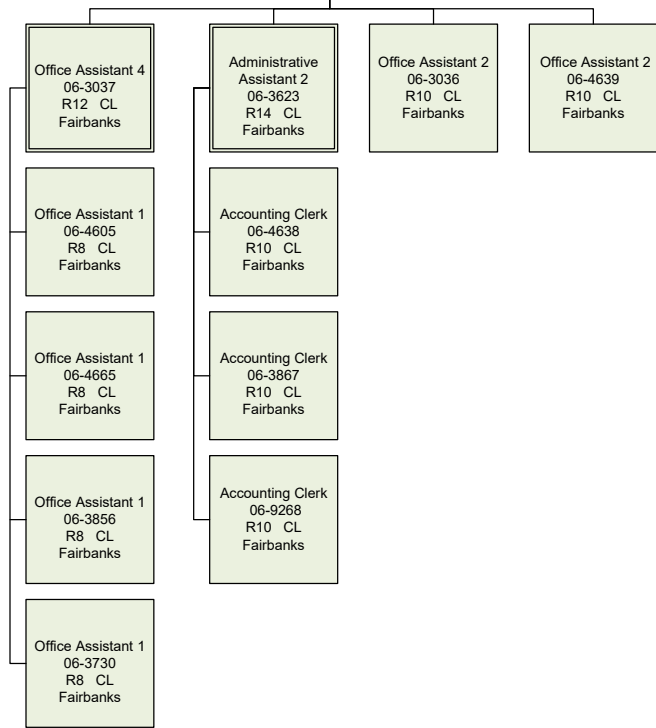 Office Assistant 4
06-3037
R12 CL
Fairbanks
Administrative
Assistant 2
06-3623
R14 CL
Fairbanks
Office Assistant 2
06-3036
R10 CL
Fairbanks
Office Assistant 2
06-4639
R10 CL
Fairbanks
Office Assistant 1
06-4605
R8 CL
Fairbanks
Accounting Clerk
06-4638
R10 CL
Fairbanks
Office Assistant 1
06-4665
R8 CL
Fairbanks
Accounting Clerk
06-3867
R10 CL
Fairbanks
Office Assistant 1
06-3856
R8 CL
Fairbanks
Accounting Clerk
06-9268
R10 CL
Fairbanks
Office Assistant 1
06-3730
R8 CL
Fairbanks